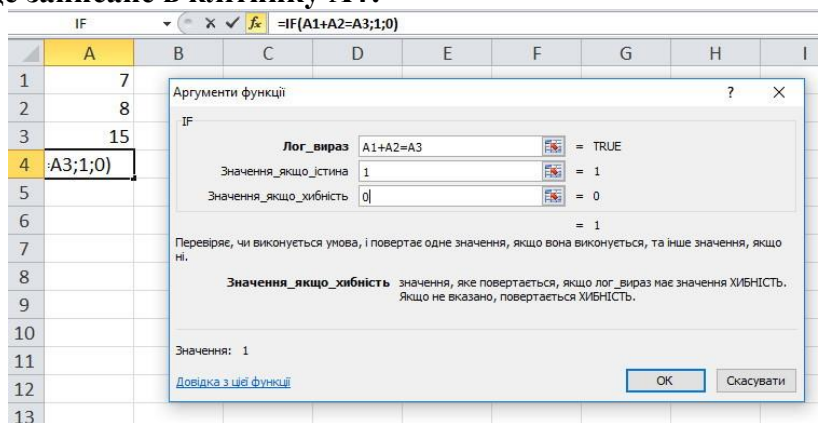 IF =IF(A1+A2=A3;1;0)
A B C D E F G H I
1 7
2 8
3 15
4 :A3;1;0)
5
6
7
8
9
10
11
12
13
Аргументи функції ?
IF
Лог_вираз A1+A2=A3 = TRUE
Значення_якщо_істина 1 = 1
Значення_якщо_хибність 0 = 0
= 1
Перевіряє, чи виконується умова, і повертає одне значення, якщо вона виконується, та інше значення, якщо
ні.
Значення_якщо_хибність значення, яке повертається, якщо лог_вираз має значення ХИБНІСТЬ.
Якщо не вказано, повертається ХИБНІСТЬ.
Значення: 1
Довідка з цієї функції OK Скасувати